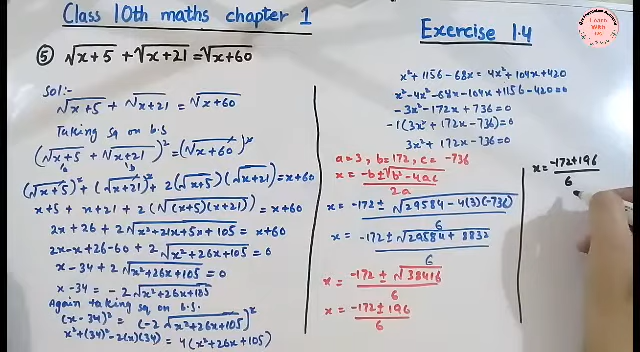 Class 10th maths chapter 1
Exercise 1.4
Learn With Us
⑤ √x+5 + √x+21 = √x+60
Sol:-
√x+5 + √x+21 = √x+60
Taking sq on b.s
(√x+5 + √x+21)² = (√x+60)²
a b
(√x+5)² + (√x+21)² + 2(√x+5)(√x+21) = x+60
x+5 + x+21 + 2(√(x+5)(x+21)) = x+60
2x+26 + 2√x²+21x+5x+105 = x+60
2x-x+26-60 + 2√x²+26x+105 = 0
x-34 + 2√x²+26x+105 = 0
x-34 = -2√x²+26x+105
Again taking sq on b.s.
(x-34)² = (-2√x²+26x+105)²
x²+(34)²-2(x)(34) = 4(x²+26x+105)
x²+1156-68x = 4x²+104x+420
x²-4x²-68x-104x+1156-420=0
-3x²-172x+736=0
-1(3x²+172x-736)=0
3x²+172x-736=0
a=3, b=172, c=-736
x = -b±√b²-4ac / 2a
x = -172±√29584-4(3)(-736) / 6
x = -172±√29584+8832 / 6
x = -172±√38416 / 6
x = -172±196 / 6
x = -172+196 / 6